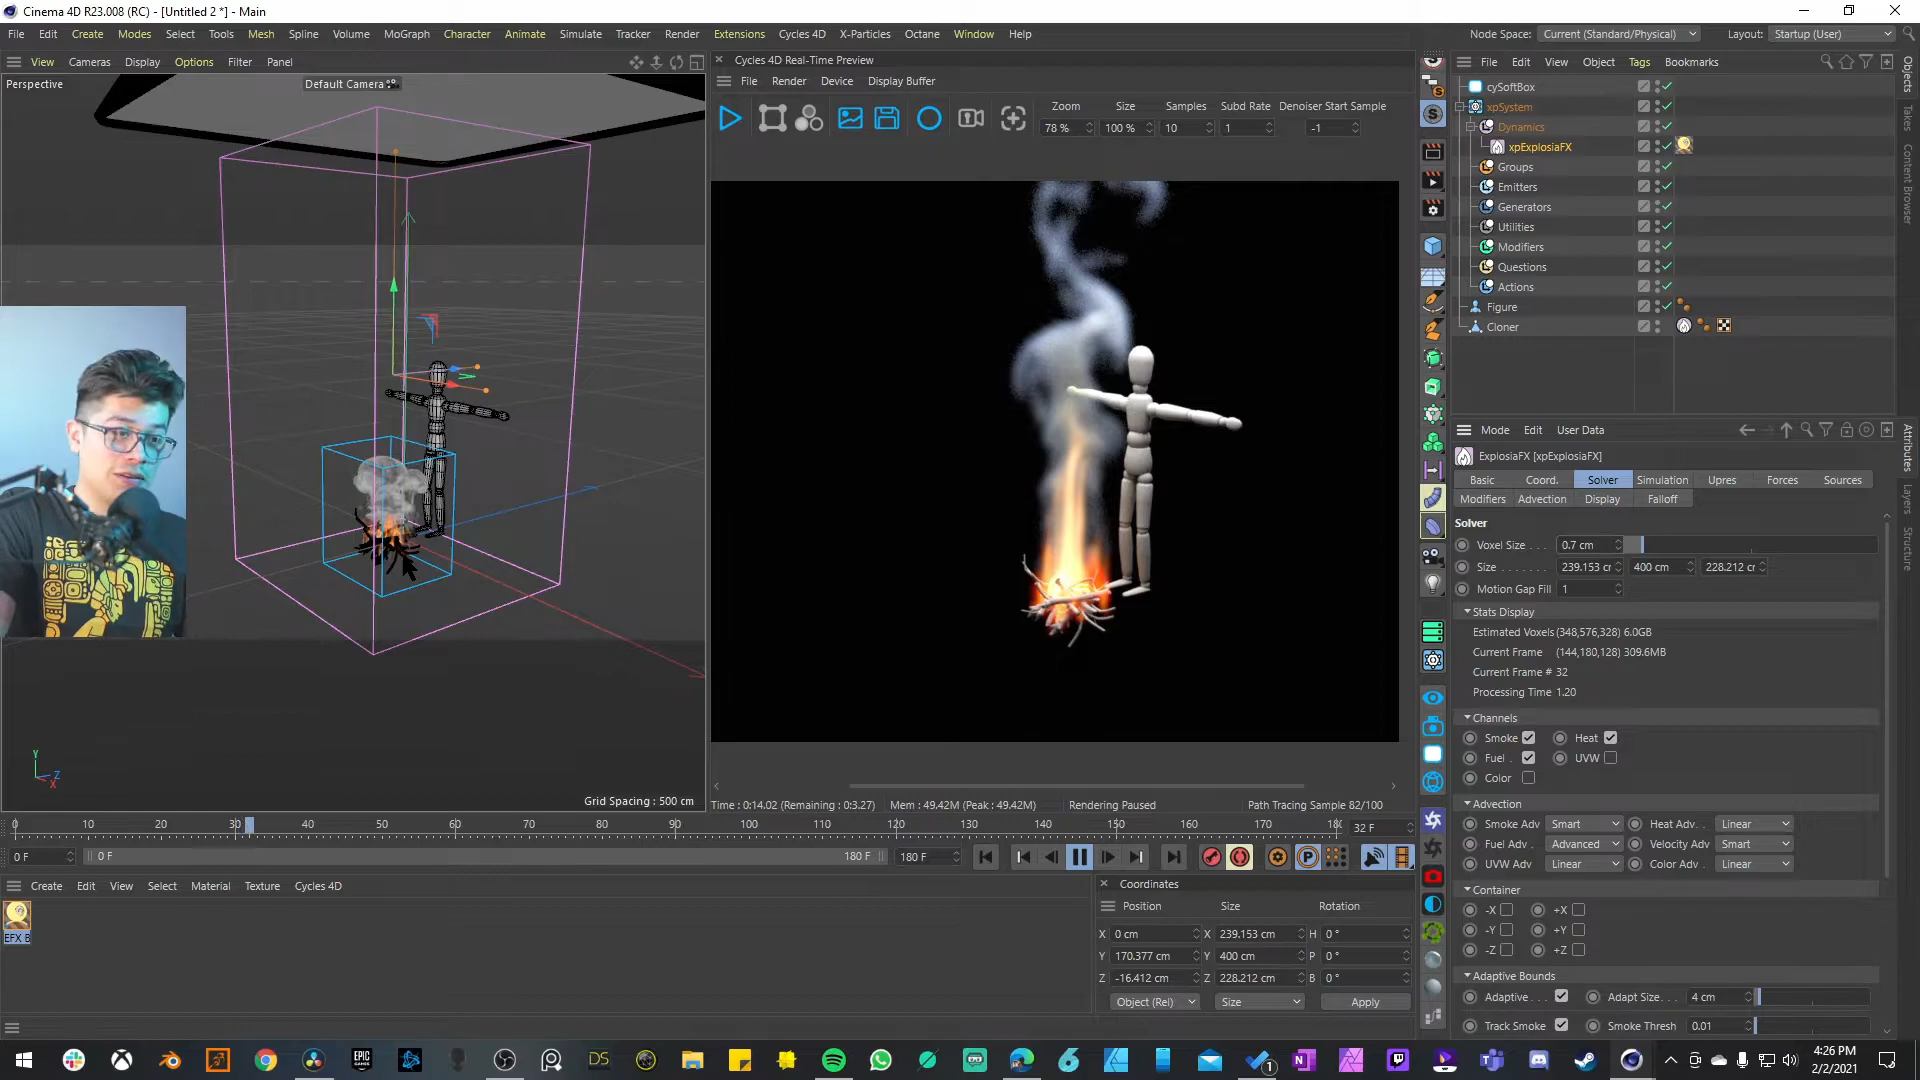 Cinema 4D R23.008 (RC) - [Untitled 2 *] - Main
File Edit Create Modes Select Tools Mesh Spline Volume MoGraph Character Animate Simulate Tracker Render Extensions Cycles 4D X-Particles Octane Window Help
Node Space: Current (Standard/Physical) Layout: Startup (User)
View Cameras Display Options Filter Panel
Perspective
Default Camera
Grid Spacing : 500 cm
Y
Z
X
Cycles 4D Real-Time Preview
File Render Device Display Buffer
Zoom Size Samples Subd Rate Denoiser Start Sample
78 % 100 % 10 1 -1
Time : 0:14.02 (Remaining : 0:3.27) Mem : 49.42M (Peak : 49.42M) Rendering Paused Path Tracing Sample 82/100
File Edit View Object Tags Bookmarks
cySoftBox
xpSystem
Dynamics
xpExplosiaFX
Groups
Emitters
Generators
Utilities
Modifiers
Questions
Actions
Figure
Cloner
Objects
Takes
Content Browser
Attributes
Layers
Structure
Mode Edit User Data
ExplosiaFX [xpExplosiaFX]
Basic Coord. Solver Simulation Upres Forces Sources
Modifiers Advection Display Falloff
Solver
Voxel Size . . . 0.7 cm
Size . . . . . . . 239.153 cr 400 cm 228.212 cr
Motion Gap Fill 1
Stats Display
Estimated Voxels (348,576,328) 6.0GB
Current Frame (144,180,128) 309.6MB
Current Frame # 32
Processing Time 1.20
Channels
Smoke Heat
Fuel . UVW
Color
Advection
Smoke Adv Smart Heat Adv. Linear
Fuel Adv . Advanced Velocity Adv Smart
UVW Adv Linear Color Adv . Linear
Container
-X +X
-Y +Y
-Z +Z
Adaptive Bounds
Adaptive . . . Adapt Size. . . 4 cm
Track Smoke Smoke Thresh 0.01
0 10 20 30 40 50 60 70 80 90 100 110 120 130 140 150 160 170 32 F
0 F 0 F 180 F 180 F
Create Edit View Select Material Texture Cycles 4D
EFX B
Coordinates
Position Size Rotation
X 0 cm X 239.153 cm H 0 °
Y 170.377 cm Y 400 cm P 0 °
Z -16.412 cm Z 228.212 cm B 0 °
Object (Rel) Size Apply
DS
1
4:26 PM
2/2/2021